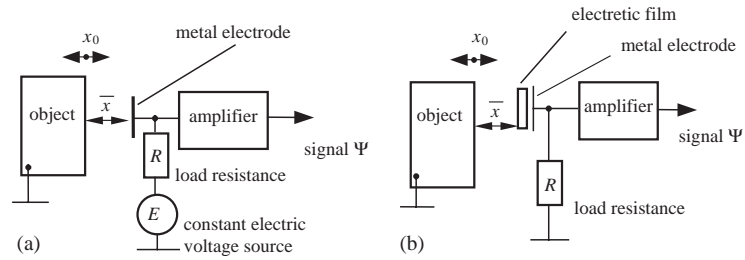 x₀
metal electrode
object
x̄
amplifier
signal Ψ
R
load resistance
E
constant electric
voltage source
(a)
electretic film
x₀
metal electrode
object
x̄
amplifier
signal Ψ
R
load resistance
(b)